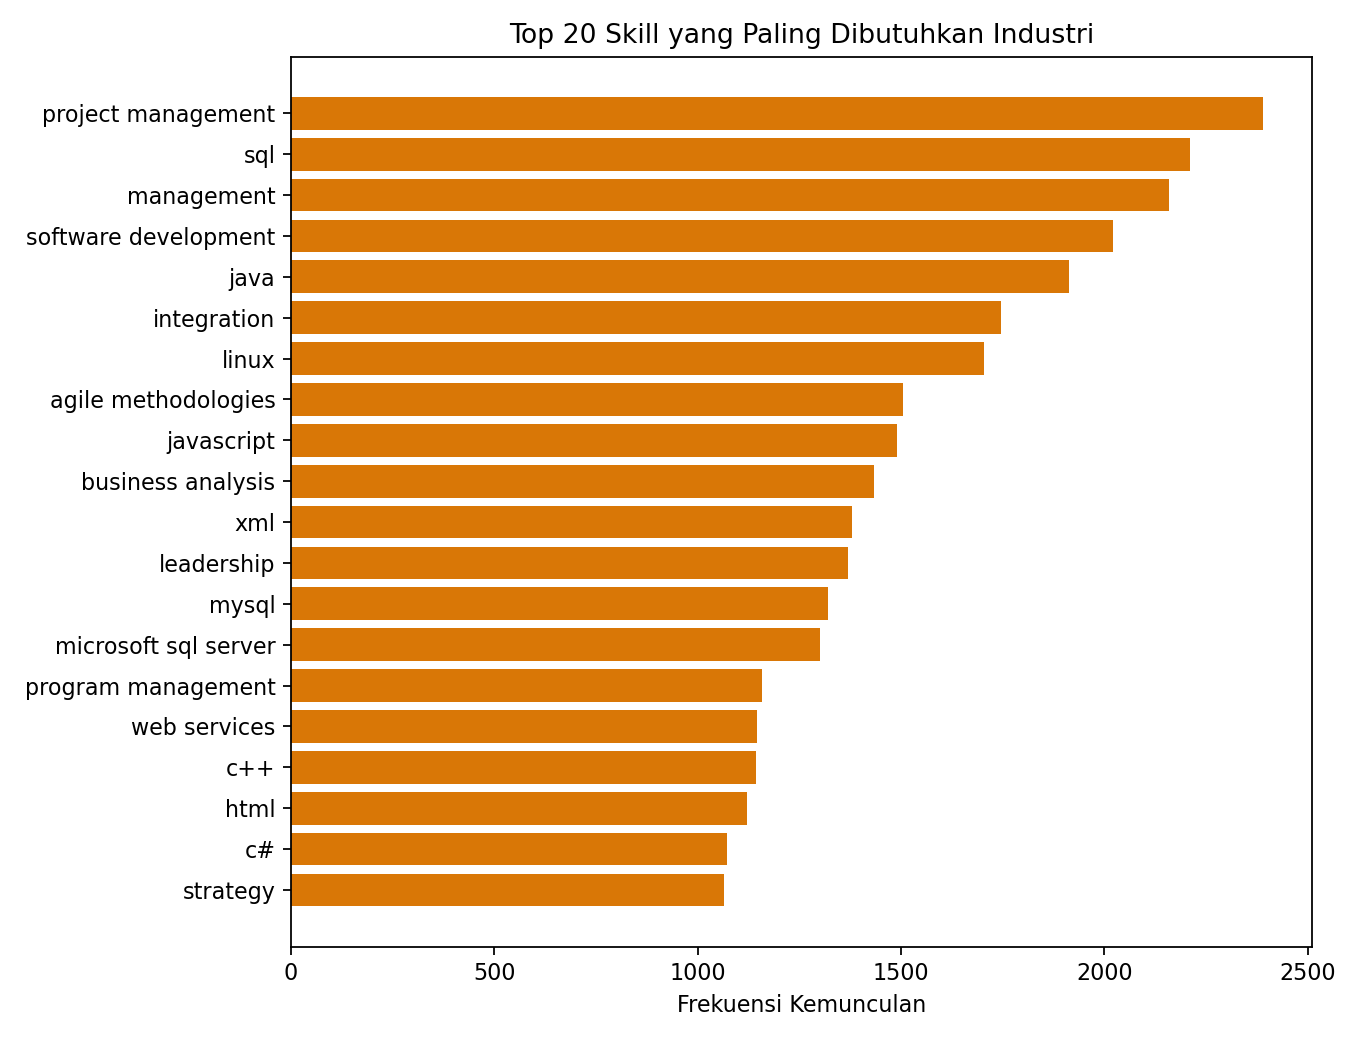 Top 20 Skill yang Paling Dibutuhkan Industri
project management
sql
management
software development
java
integration
linux
agile methodologies
javascript
business analysis
xml
leadership
mysql
microsoft sql server
program management
web services
c++
html
c#
strategy
0 500 1000 1500 2000 2500
Frekuensi Kemunculan